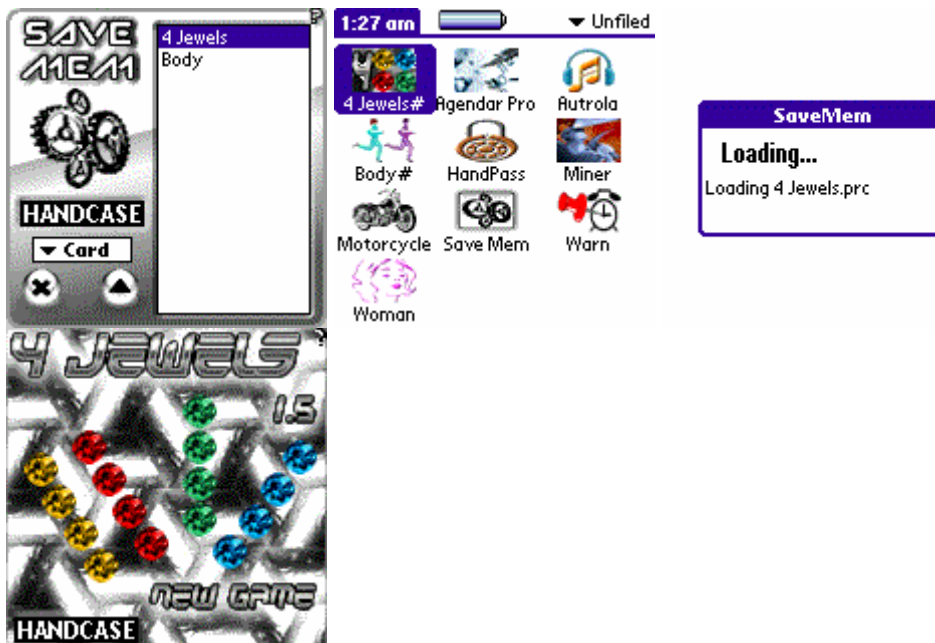 SAVE
MEM
HANDCASE
Card
?
4 Jewels
Body
1:27 am
Unfiled
4 Jewels#
Agendar Pro
Autrola
Body#
HandPass
Miner
Motorcycle
Save Mem
Warn
Woman
SaveMem
Loading...
Loading 4 Jewels.prc
4 JEWELS
?
1.5
NEW GAME
HANDCASE